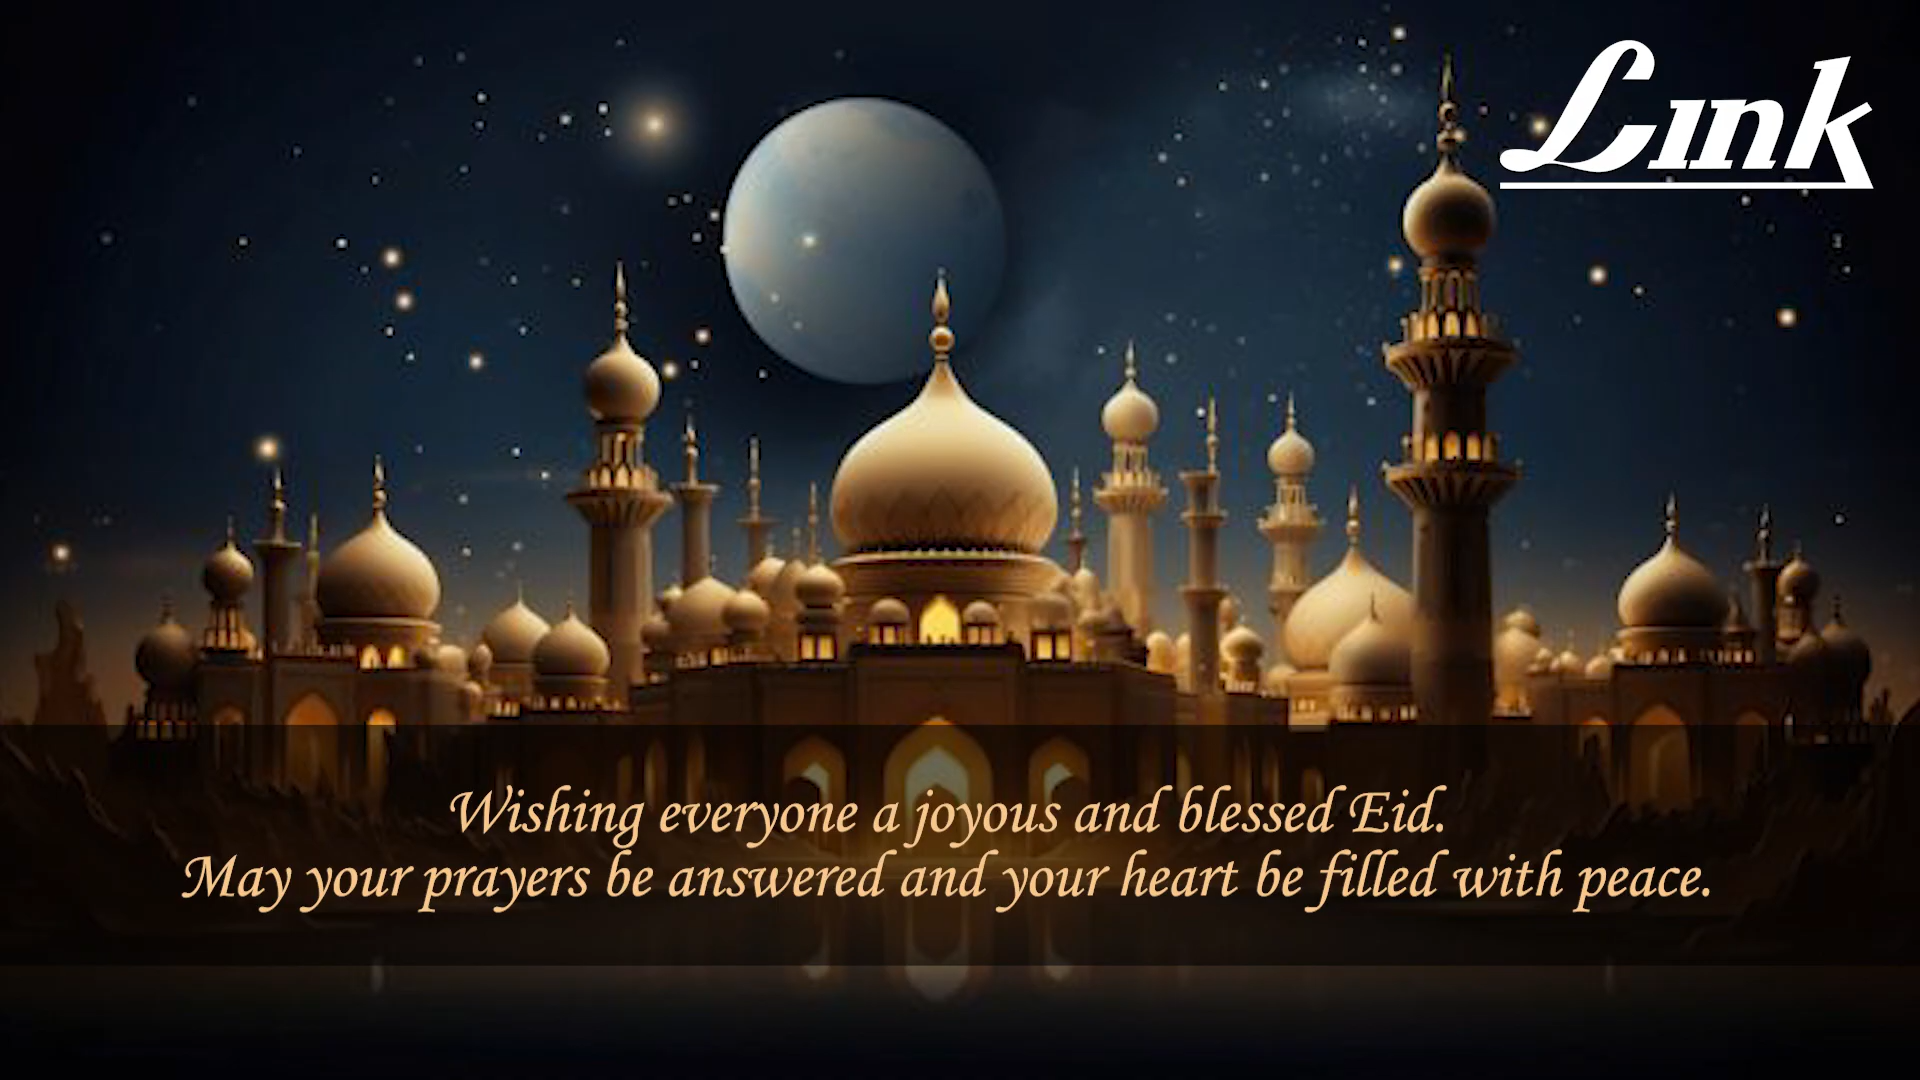 Link
Wishing everyone a joyous and blessed Eid.
May your prayers be answered and your heart be filled with peace.